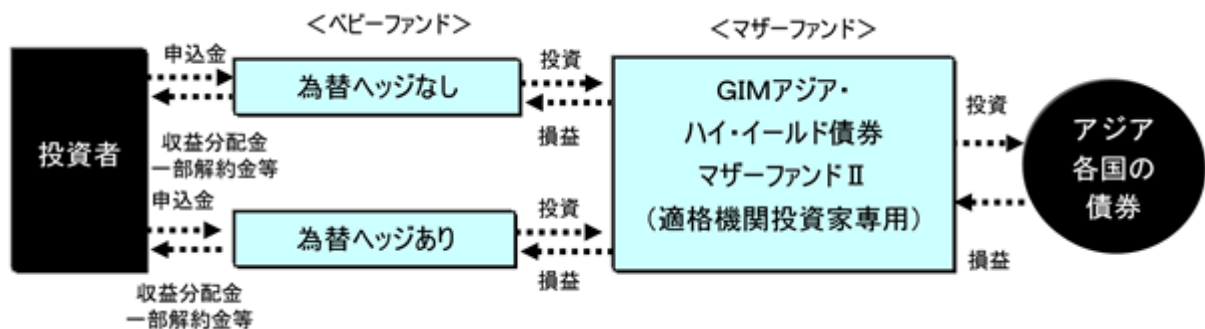 <ベビーファンド>
<マザーファンド>
投資者
申込金
収益分配金
一部解約金等
為替ヘッジなし
投資
損益
申込金
収益分配金
一部解約金等
為替ヘッジあり
投資
損益
GIMアジア・
ハイ・イールド債券
マザーファンドⅡ
(適格機関投資家専用)
投資
損益
アジア
各国の
債券